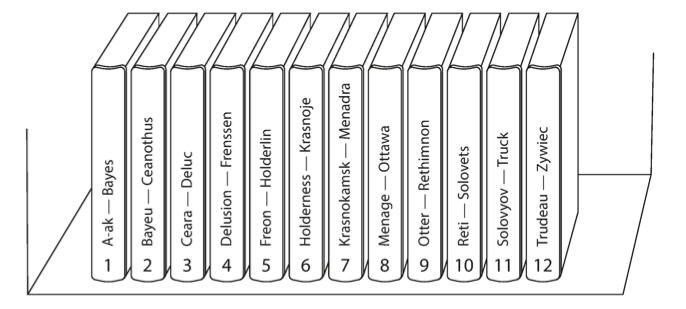 A-ak — Bayes
1
Bayeu — Ceanothus
2
Ceara — Deluc
3
Delusion — Frenssen
4
Freon — Holderlin
5
Holderness — Krasnoje
6
Krasnokamsk — Menadra
7
Menage — Ottawa
8
Otter — Rethimnon
9
Reti — Solovets
10
Solovyov — Truck
11
Trudeau — Zywiec
12